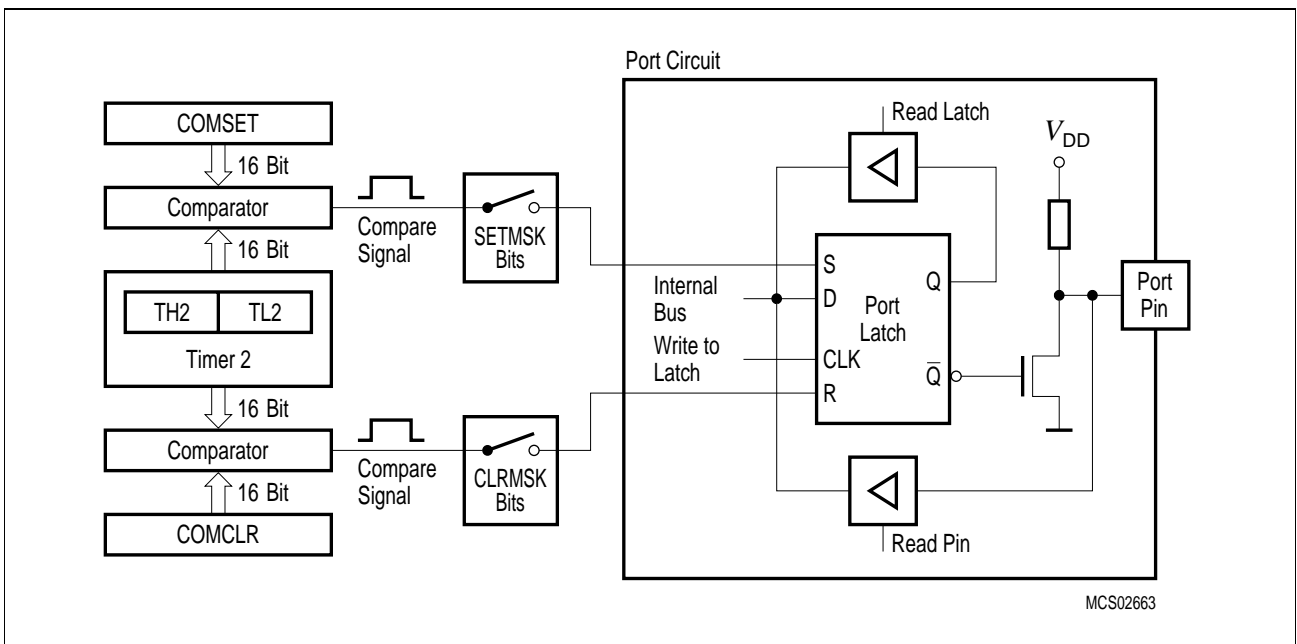 Port Circuit
COMSET
16 Bit
Comparator
16 Bit
TH2
TL2
Timer 2
16 Bit
Comparator
16 Bit
COMCLR
Compare
Signal
SETMSK
Bits
Compare
Signal
CLRMSK
Bits
Read Latch
VDD
Internal
Bus
Write to
Latch
S
D
CLK
R
Port
Latch
Q
Q̅
Port
Pin
Read Pin
MCS02663